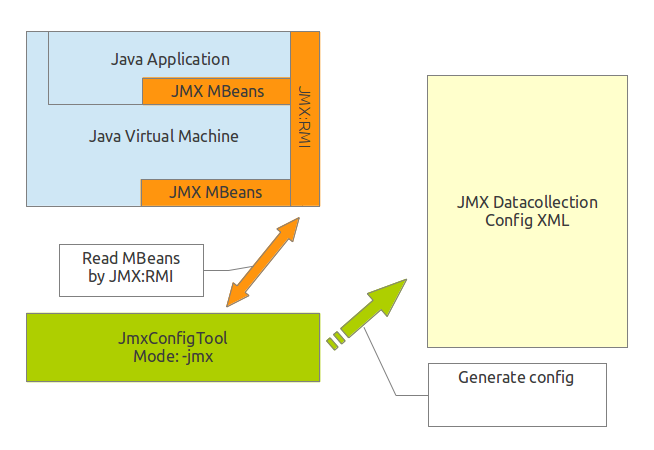 Java Application
JMX MBeans
JMX:RMI
Java Virtual Machine
JMX MBeans
Read MBeans
by JMX:RMI
JmxConfigTool
Mode: -jmx
JMX Datacollection
Config XML
Generate config